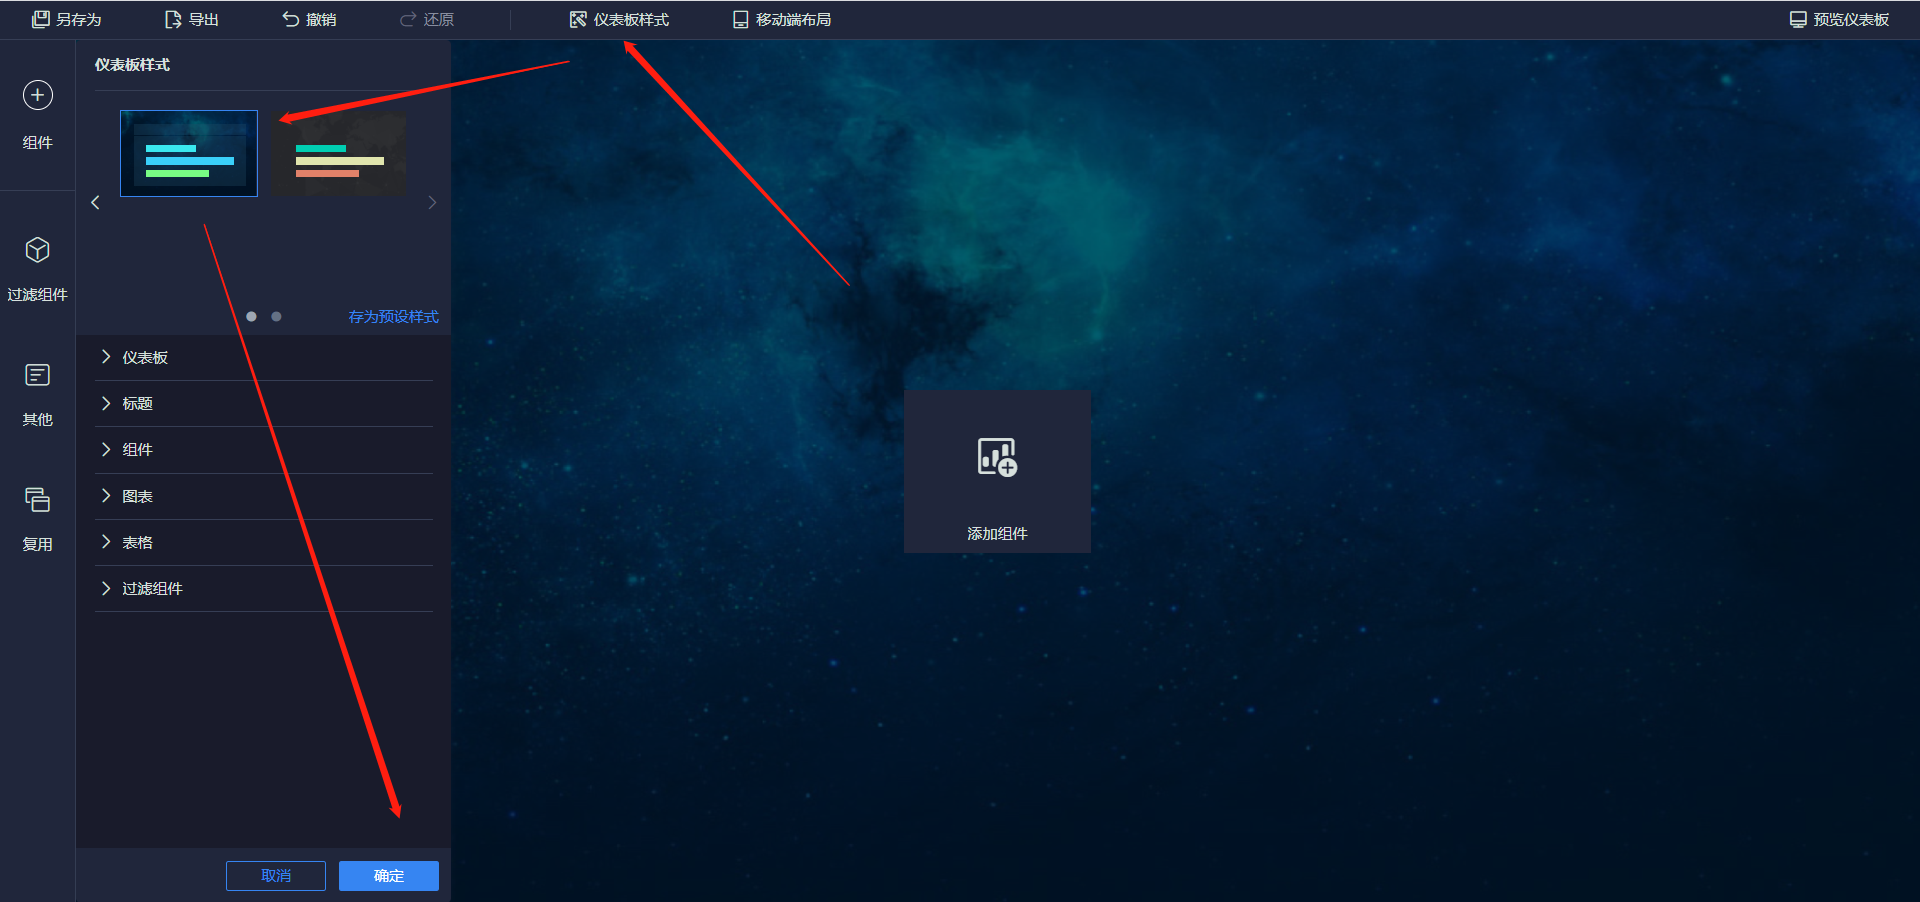 另存为 导出 撤销 还原 仪表板样式 移动端布局 预览仪表板
组件
过滤组件
其他
复用
仪表板样式
存为预设样式
仪表板
标题
组件
图表
表格
过滤组件
取消 确定
添加组件